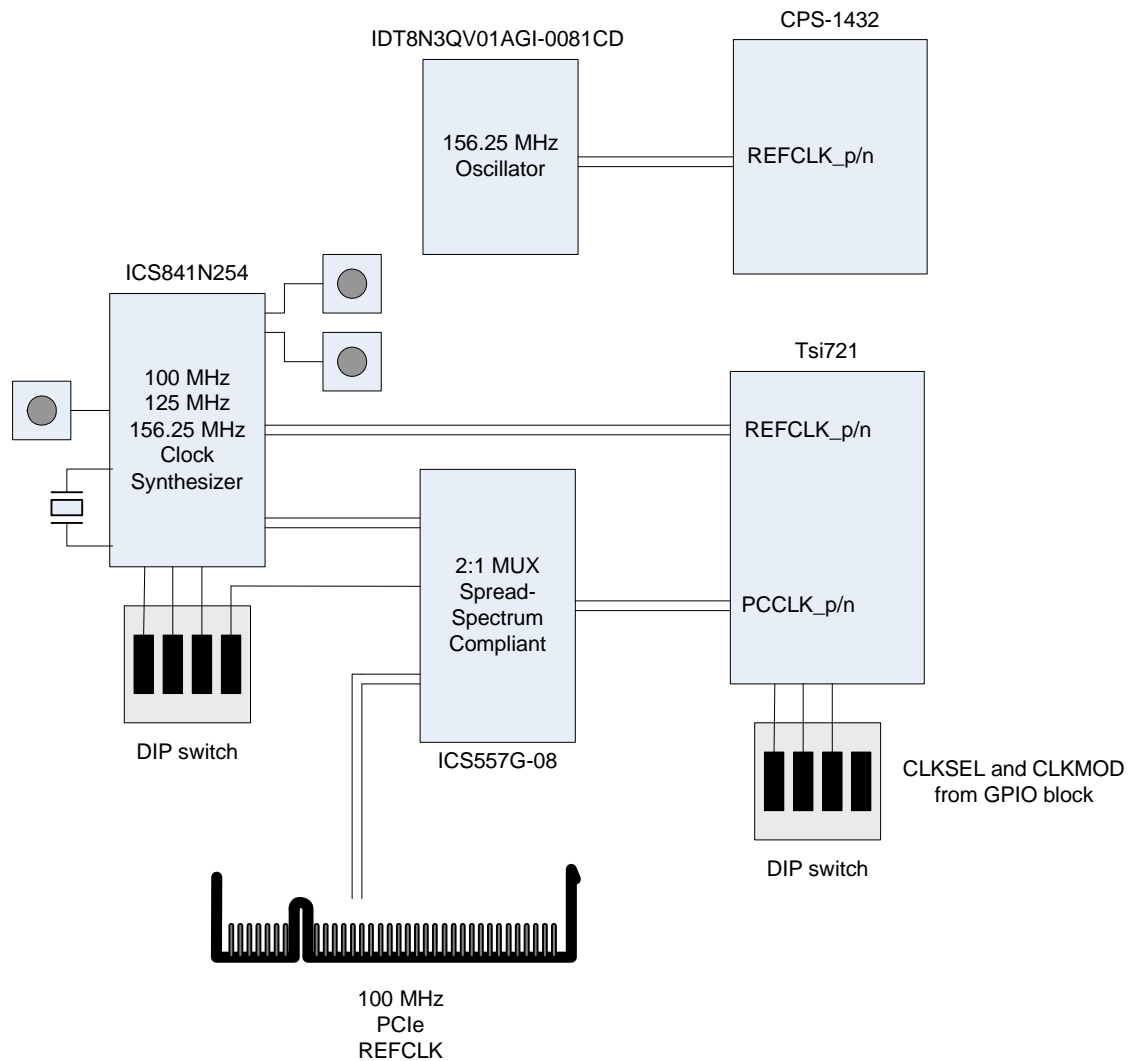 CPS-1432
IDT8N3QV01AGI-0081CD
156.25 MHz
Oscillator
REFCLK_p/n
ICS841N254
100 MHz
125 MHz
156.25 MHz
Clock
Synthesizer
Tsi721
REFCLK_p/n
PCCLK_p/n
2:1 MUX
Spread-
Spectrum
Compliant
ICS557G-08
DIP switch
CLKSEL and CLKMOD
from GPIO block
DIP switch
100 MHz
PCIe
REFCLK